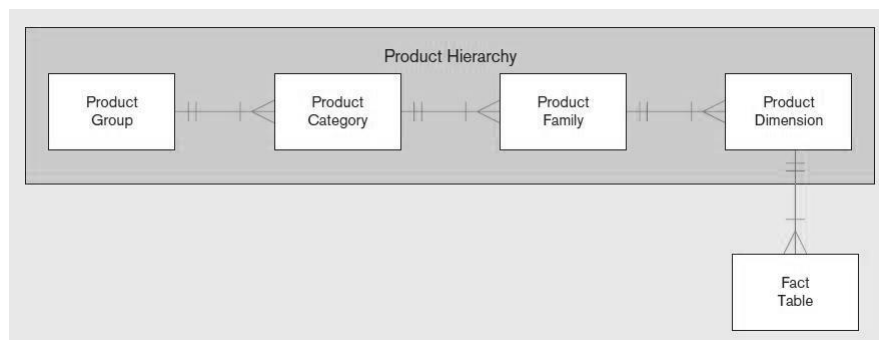 Product Hierarchy
Product
Group
Product
Category
Product
Family
Product
Dimension
Fact
Table